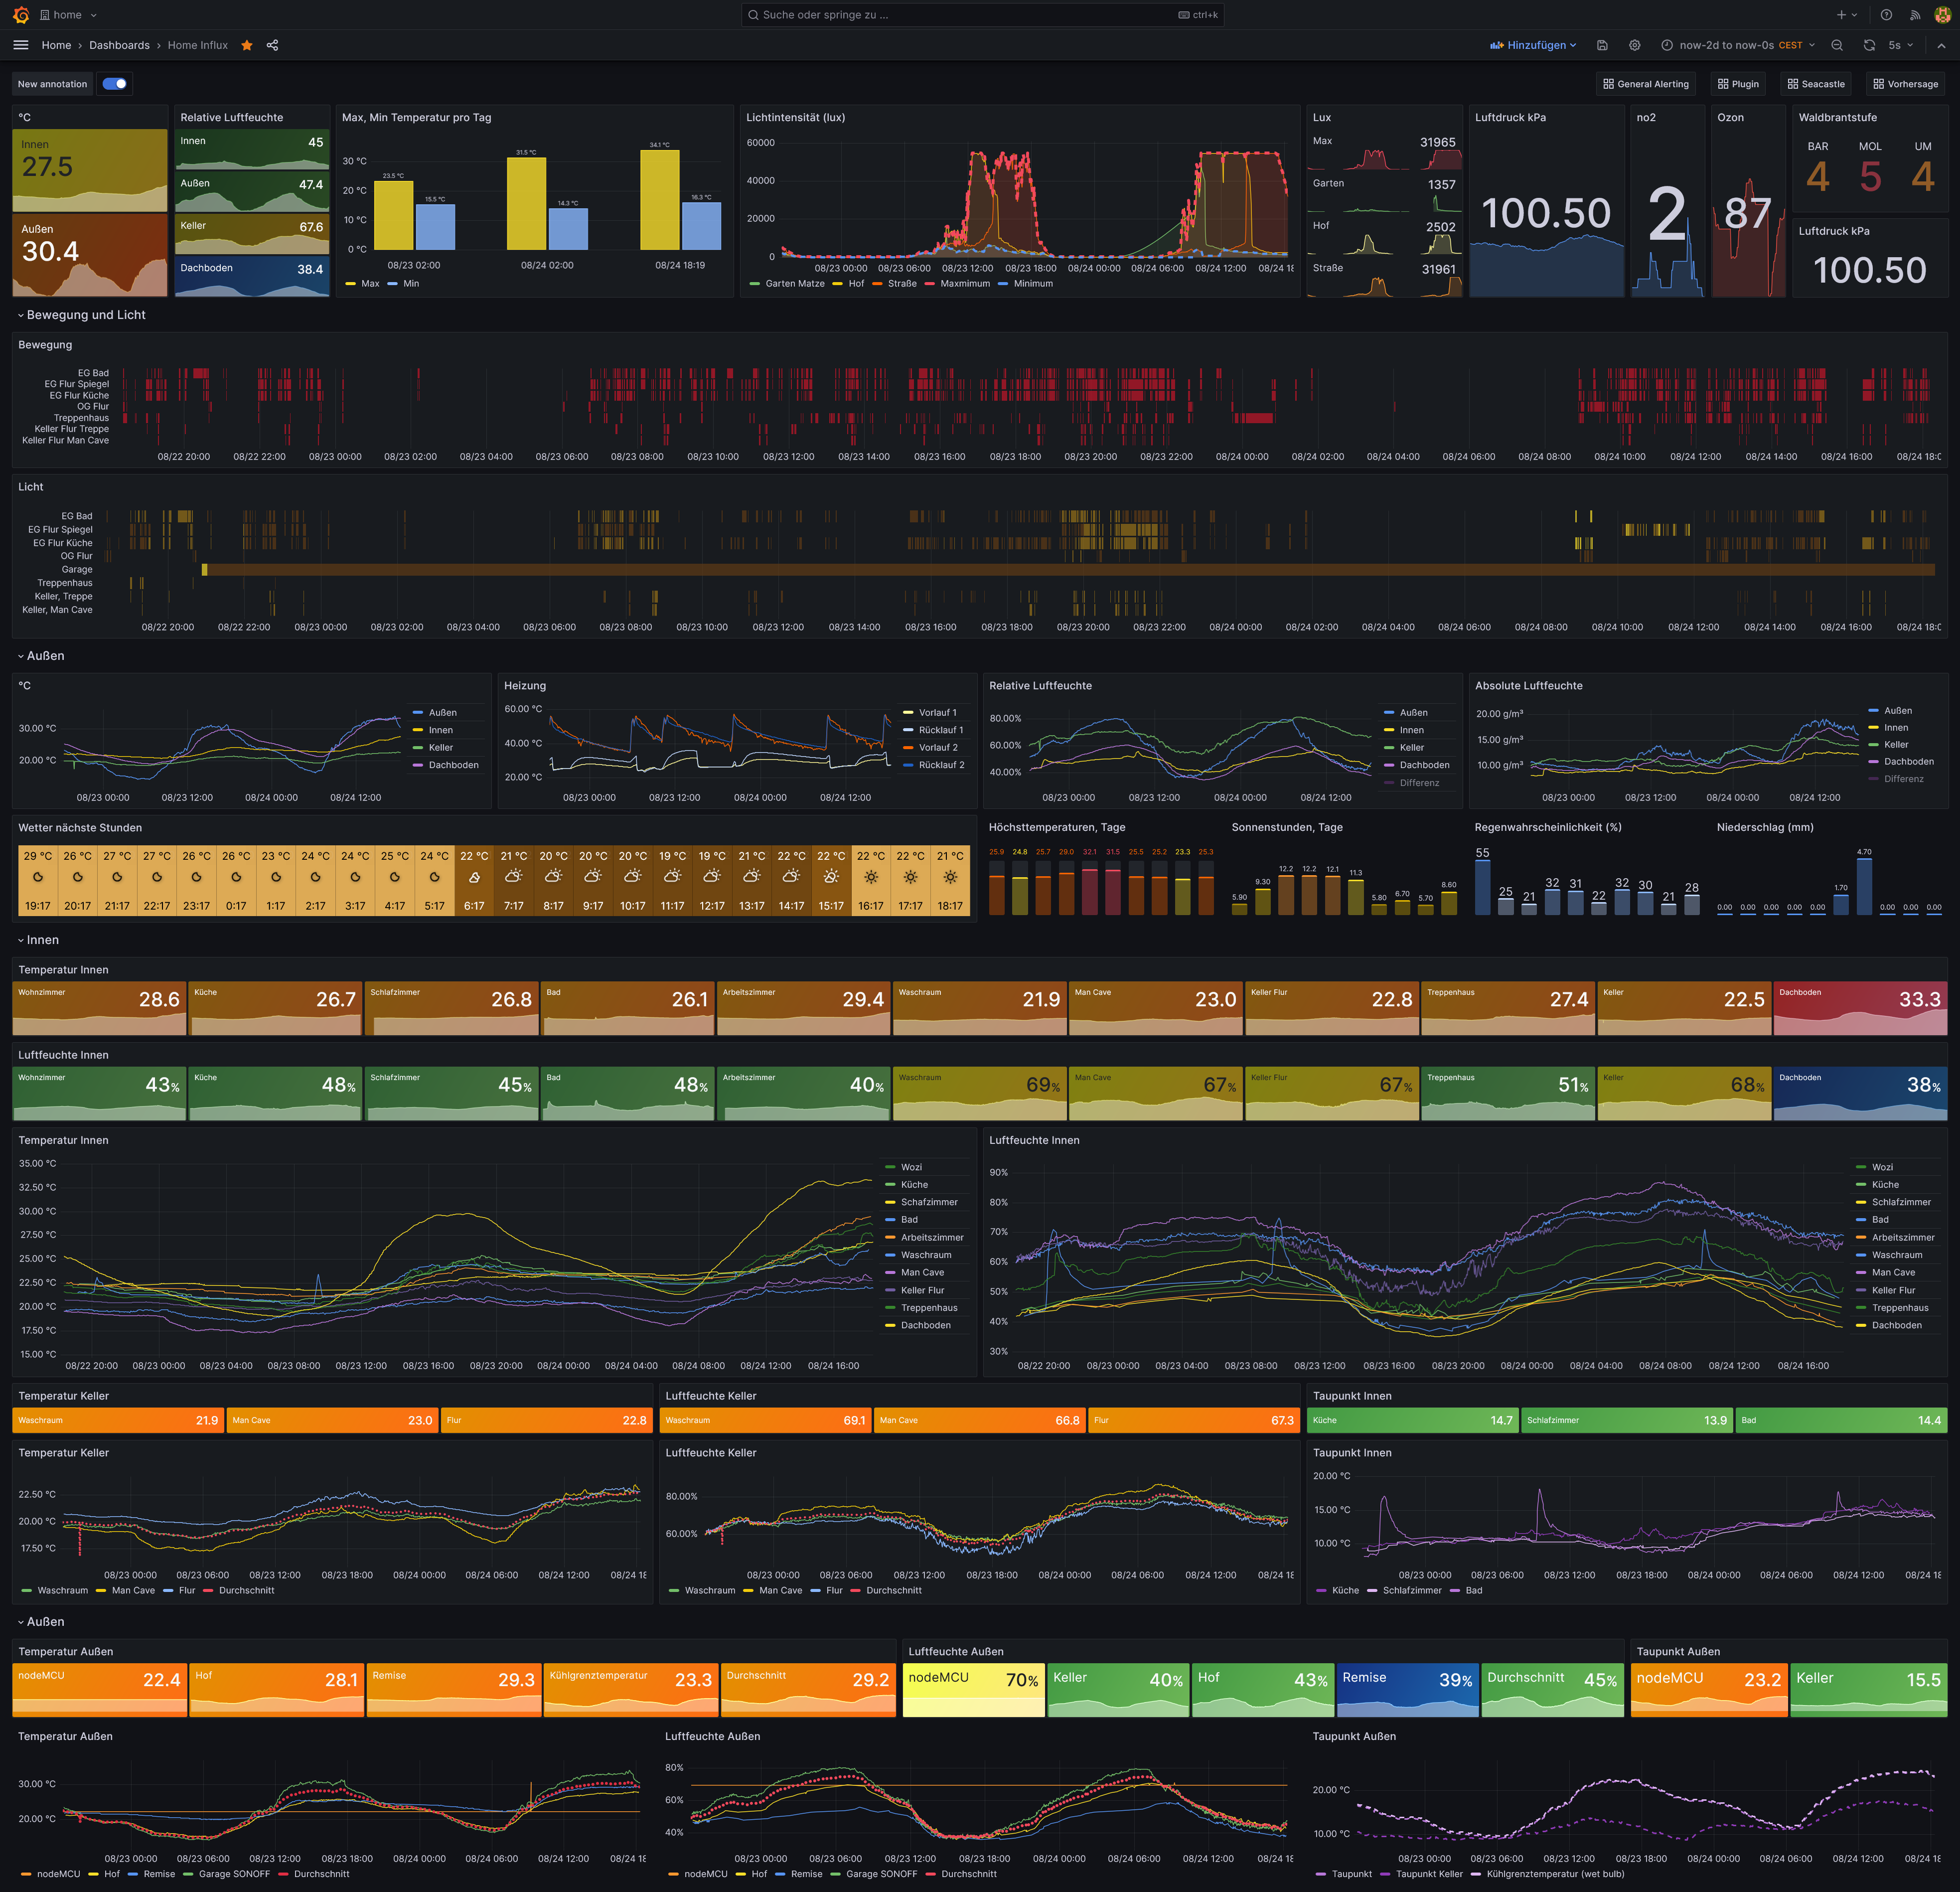 home
Suche oder springe zu ...
ctrl+k
Home › Dashboards › Home Influx
Hinzufügen
now-2d to now-0s CEST
5s
New annotation
General Alerting
Plugin
Seacastle
Vorhersage
°C
Innen
27.5
Außen
30.4
Relative Luftfeuchte
Innen 45
Außen 47.4
Keller 67.6
Dachboden 38.4
Max, Min Temperatur pro Tag
30 °C
20 °C
10 °C
0 °C
23.5 °C 15.5 °C 31.5 °C 14.3 °C 34.1 °C 16.3 °C
08/23 02:00 08/24 02:00 08/24 18:19
Max Min
Lichtintensität (lux)
60000
40000
20000
0
08/23 00:00 08/23 06:00 08/23 12:00 08/23 18:00 08/24 00:00 08/24 06:00 08/24 12:00 08/24 18
Garten Matze Hof Straße Maxmimum Minimum
Lux
Max 31965
Garten 1357
Hof 2502
Straße 31961
Luftdruck kPa
100.50
no2
2
Ozon
87
Waldbrantstufe
BAR MOL UM
4 5 4
Luftdruck kPa
100.50
Bewegung und Licht
Bewegung
EG Bad
EG Flur Spiegel
EG Flur Küche
OG Flur
Treppenhaus
Keller Flur Treppe
Keller Flur Man Cave
08/22 20:00 08/22 22:00 08/23 00:00 08/23 02:00 08/23 04:00 08/23 06:00 08/23 08:00 08/23 10:00 08/23 12:00 08/23 14:00 08/23 16:00 08/23 18:00 08/23 20:00 08/23 22:00 08/24 00:00 08/24 02:00 08/24 04:00 08/24 06:00 08/24 08:00 08/24 10:00 08/24 12:00 08/24 14:00 08/24 16:00 08/24 18:0
Licht
EG Bad
EG Flur Spiegel
EG Flur Küche
OG Flur
Garage
Treppenhaus
Keller, Treppe
Keller, Man Cave
08/22 20:00 08/22 22:00 08/23 00:00 08/23 02:00 08/23 04:00 08/23 06:00 08/23 08:00 08/23 10:00 08/23 12:00 08/23 14:00 08/23 16:00 08/23 18:00 08/23 20:00 08/23 22:00 08/24 00:00 08/24 02:00 08/24 04:00 08/24 06:00 08/24 08:00 08/24 10:00 08/24 12:00 08/24 14:00 08/24 16:00 08/24 18:0
Außen
°C
30.00 °C
20.00 °C
08/23 00:00 08/23 12:00 08/24 00:00 08/24 12:00
Außen
Innen
Keller
Dachboden
Heizung
60.00 °C
40.00 °C
20.00 °C
08/23 00:00 08/23 12:00 08/24 00:00 08/24 12:00
Vorlauf 1
Rücklauf 1
Vorlauf 2
Rücklauf 2
Relative Luftfeuchte
80.00%
60.00%
40.00%
08/23 00:00 08/23 12:00 08/24 00:00 08/24 12:00
Außen
Innen
Keller
Dachboden
Differenz
Absolute Luftfeuchte
20.00 g/m³
15.00 g/m³
10.00 g/m³
08/23 00:00 08/23 12:00 08/24 00:00 08/24 12:00
Außen
Innen
Keller
Dachboden
Differenz
Wetter nächste Stunden
29 °C 26 °C 27 °C 27 °C 26 °C 26 °C 23 °C 24 °C 24 °C 25 °C 24 °C 22 °C 21 °C 20 °C 20 °C 20 °C 19 °C 19 °C 21 °C 22 °C 22 °C 22 °C 22 °C 21 °C
19:17 20:17 21:17 22:17 23:17 0:17 1:17 2:17 3:17 4:17 5:17 6:17 7:17 8:17 9:17 10:17 11:17 12:17 13:17 14:17 15:17 16:17 17:17 18:17
Höchsttemperaturen, Tage
25.9 24.8 25.7 29.0 32.1 31.5 25.5 25.2 23.3 25.3
Sonnenstunden, Tage
5.90 9.30 12.2 12.2 12.1 11.3 5.80 6.70 5.70 8.60
Regenwahrscheinlichkeit (%)
55 25 21 32 31 22 32 30 21 28
Niederschlag (mm)
0.00 0.00 0.00 0.00 0.00 1.70 4.70 0.00 0.00 0.00
Innen
Temperatur Innen
Wohnzimmer 28.6
Küche 26.7
Schlafzimmer 26.8
Bad 26.1
Arbeitszimmer 29.4
Waschraum 21.9
Man Cave 23.0
Keller Flur 22.8
Treppenhaus 27.4
Keller 22.5
Dachboden 33.3
Luftfeuchte Innen
Wohnzimmer 43%
Küche 48%
Schlafzimmer 45%
Bad 48%
Arbeitszimmer 40%
Waschraum 69%
Man Cave 67%
Keller Flur 67%
Treppenhaus 51%
Keller 68%
Dachboden 38%
Temperatur Innen
35.00 °C
32.50 °C
30.00 °C
27.50 °C
25.00 °C
22.50 °C
20.00 °C
17.50 °C
15.00 °C
08/22 20:00 08/23 00:00 08/23 04:00 08/23 08:00 08/23 12:00 08/23 16:00 08/23 20:00 08/24 00:00 08/24 04:00 08/24 08:00 08/24 12:00 08/24 16:00
Wozi
Küche
Schafzimmer
Bad
Arbeitszimmer
Waschraum
Man Cave
Keller Flur
Treppenhaus
Dachboden
Luftfeuchte Innen
90%
80%
70%
60%
50%
40%
30%
08/22 20:00 08/23 00:00 08/23 04:00 08/23 08:00 08/23 12:00 08/23 16:00 08/23 20:00 08/24 00:00 08/24 04:00 08/24 08:00 08/24 12:00 08/24 16:00
Wozi
Küche
Schlafzimmer
Bad
Arbeitszimmer
Waschraum
Man Cave
Keller Flur
Treppenhaus
Dachboden
Temperatur Keller
Waschraum 21.9
Man Cave 23.0
Flur 22.8
Luftfeuchte Keller
Waschraum 69.1
Man Cave 66.8
Flur 67.3
Taupunkt Innen
Küche 14.7
Schlafzimmer 13.9
Bad 14.4
Temperatur Keller
22.50 °C
20.00 °C
17.50 °C
08/23 00:00 08/23 06:00 08/23 12:00 08/23 18:00 08/24 00:00 08/24 06:00 08/24 12:00 08/24 18
Waschraum Man Cave Flur Durchschnitt
Luftfeuchte Keller
80.00%
60.00%
08/23 00:00 08/23 06:00 08/23 12:00 08/23 18:00 08/24 00:00 08/24 06:00 08/24 12:00 08/24 18
Waschraum Man Cave Flur Durchschnitt
Taupunkt Innen
20.00 °C
15.00 °C
10.00 °C
08/23 00:00 08/23 06:00 08/23 12:00 08/23 18:00 08/24 00:00 08/24 06:00 08/24 12:00 08/24 18
Küche Schlafzimmer Bad
Außen
Temperatur Außen
nodeMCU 22.4
Hof 28.1
Remise 29.3
Kühlgrenztemperatur 23.3
Durchschnitt 29.2
Luftfeuchte Außen
nodeMCU 70%
Keller 40%
Hof 43%
Remise 39%
Durchschnitt 45%
Taupunkt Außen
nodeMCU 23.2
Keller 15.5
Temperatur Außen
30.00 °C
20.00 °C
08/23 00:00 08/23 06:00 08/23 12:00 08/23 18:00 08/24 00:00 08/24 06:00 08/24 12:00 08/24 18
nodeMCU Hof Remise Garage SONOFF Durchschnitt
Luftfeuchte Außen
80%
60%
40%
08/23 00:00 08/23 06:00 08/23 12:00 08/23 18:00 08/24 00:00 08/24 06:00 08/24 12:00 08/24 18
nodeMCU Hof Remise Garage SONOFF Durchschnitt
Taupunkt Außen
20.00 °C
10.00 °C
08/23 00:00 08/23 06:00 08/23 12:00 08/23 18:00 08/24 00:00 08/24 06:00 08/24 12:00 08/24 18
Taupunkt Taupunkt Keller Kühlgrenztemperatur (wet bulb)